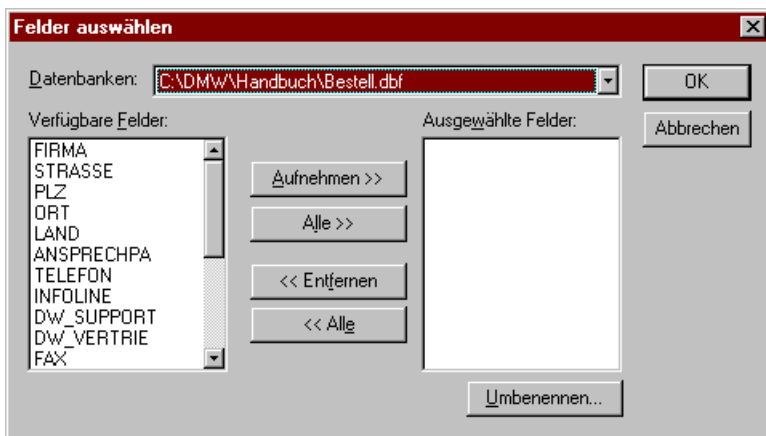 Felder auswählen
Datenbanken: C:\DMW\Handbuch\Bestell.dbf
OK
Abbrechen
Verfügbare Felder:
FIRMA
STRASSE
PLZ
ORT
LAND
ANSPRECHPA
TELEFON
INFOLINE
DW_SUPPORT
DW_VERTRIE
FAX
Aufnehmen >>
Alle >>
<< Entfernen
<< Alle
Ausgewählte Felder:
Umbenennen...